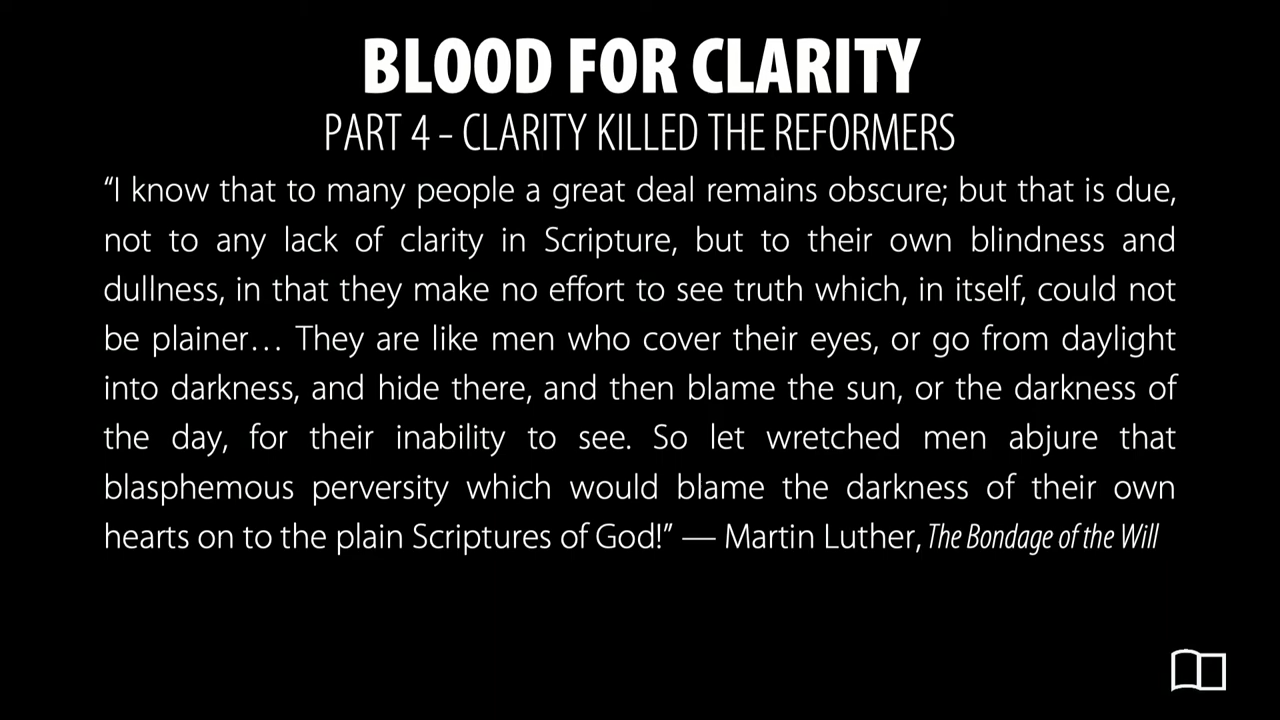 BLOOD FOR CLARITY
PART 4 – CLARITY KILLED THE REFORMERS
“I know that to many people a great deal remains obscure; but that is due,
not to any lack of clarity in Scripture, but to their own blindness and
dullness, in that they make no effort to see truth which, in itself, could not
be plainer… They are like men who cover their eyes, or go from daylight
into darkness, and hide there, and then blame the sun, or the darkness of
the day, for their inability to see. So let wretched men abjure that
blasphemous perversity which would blame the darkness of their own
hearts on to the plain Scriptures of God!” — Martin Luther, The Bondage of the Will